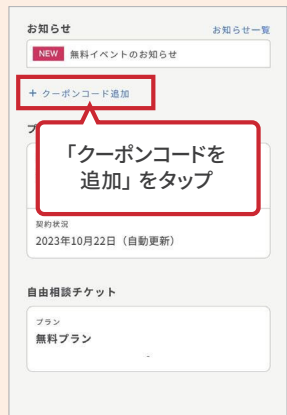 お知らせ
お知らせ一覧
NEW 無料イベントのお知らせ
+ クーポンコード追加
プ
「クーポンコードを
追加」をタップ
契約状況
2023年10月22日（自動更新）
自由相談チケット
プラン
無料プラン
-